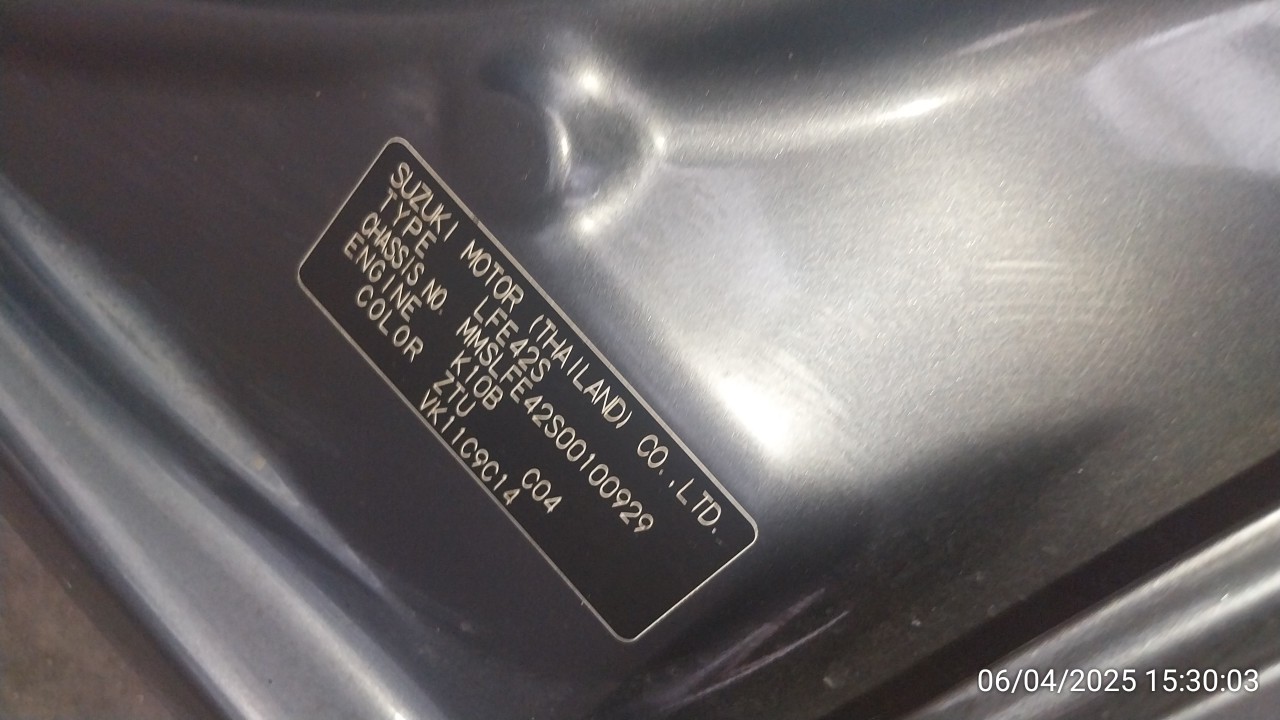 SUZUKI MOTOR (THAILAND) CO.,LTD.
TYPE LFE42S
CHASSIS NO. MMSLFE42S00100929
ENGINE K10B
COLOR ZTU C04
VK11C9C14
06/04/2025 15:30:03